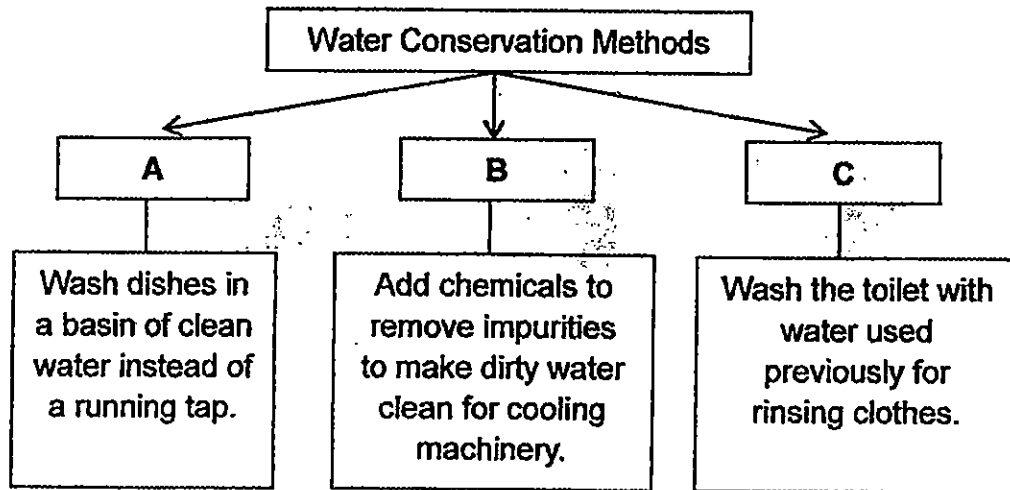 Water Conservation Methods
A
B
C
Wash dishes in
a basin of clean
water instead of
a running tap.
Add chemicals to
remove impurities
to make dirty water
clean for cooling
machinery.
Wash the toilet with
water used
previously for
rinsing clothes.